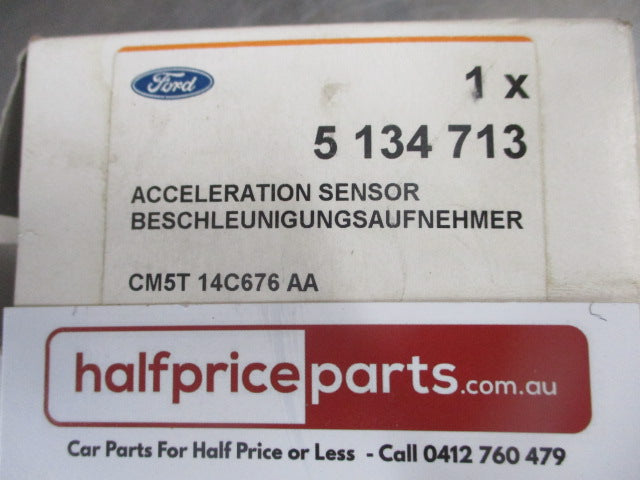 Ford
1 x
5 134 713
ACCELERATION SENSOR
BESCHLEUNIGUNGSAUFNEHMER
CM5T 14C676 AA
halfpriceparts.com.au
Car Parts For Half Price or Less - Call 0412 760 479